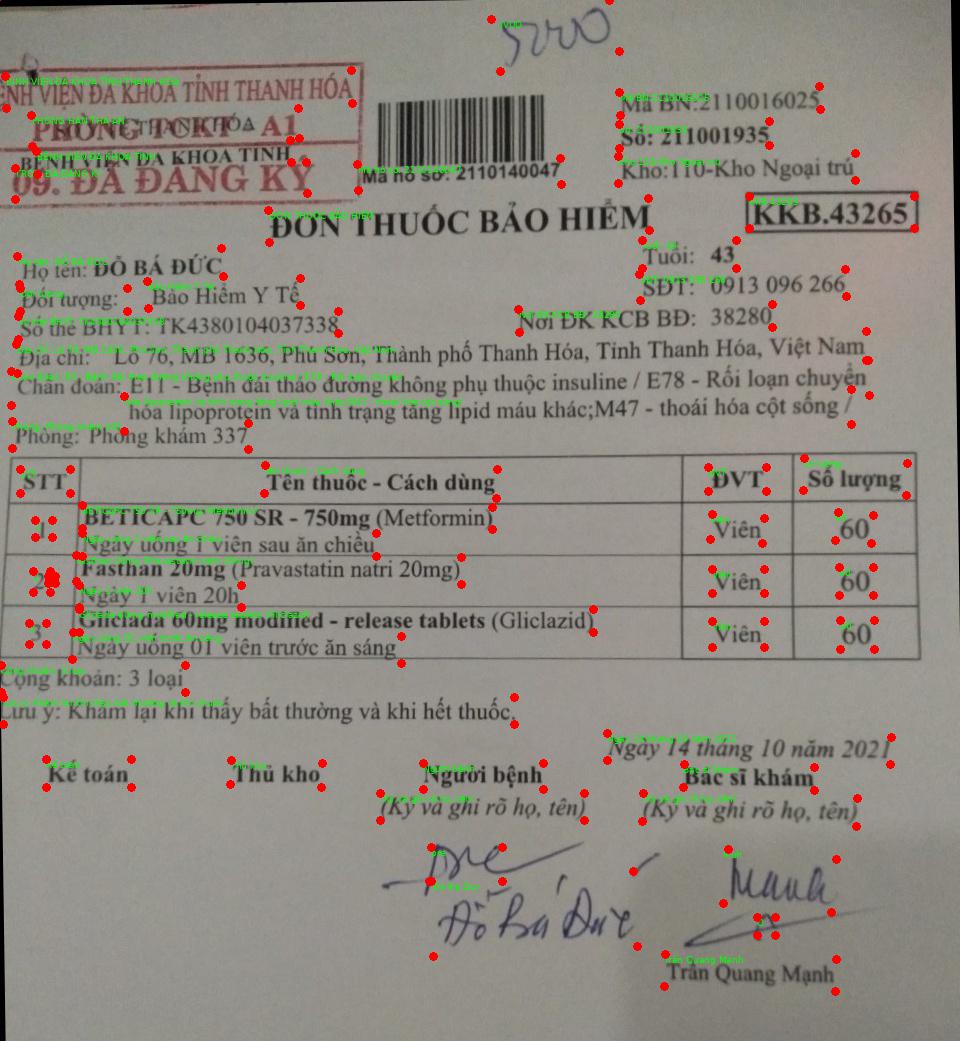 5200
BỆNH VIỆN ĐA KHOA TỈNH THANH HÓA
PHÒNG TCKT A1
BỆNH VIỆN ĐA KHOA TỈNH
09. ĐÃ ĐĂNG KÝ
Mã hồ sơ: 2110140047
Mã BN:2110016025
Số: 211001935
Kho:110-Kho Ngoại trú
ĐƠN THUỐC BẢO HIỂM
KKB.43265
Họ tên: ĐỖ BÁ ĐỨC
Tuổi: 43
Đối tượng: Bảo Hiểm Y Tế
SĐT: 0913 096 266
Số thẻ BHYT: TK4380104037338
Nơi ĐK KCB BĐ: 38280
Địa chỉ: Lô 76, MB 1636, Phú Sơn, Thành phố Thanh Hóa, Tỉnh Thanh Hóa, Việt Nam
Chẩn đoán: E11 - Bệnh đái tháo đường không phụ thuộc insuline / E78 - Rối loạn chuyển
hóa lipoprotein và tình trạng tăng lipid máu khác;M47 - thoái hóa cột sống /
Phòng: Phòng khám 337
STT Tên thuốc - Cách dùng ĐVT Số lượng
1 BETICAPC 750 SR - 750mg (Metformin) Viên 60
Ngày uống 1 viên sau ăn chiều
2 Fasthan 20mg (Pravastatin natri 20mg) Viên 60
Ngày 1 viên 20h
3 Gliclada 60mg modified - release tablets (Gliclazid) Viên 60
Ngày uống 01 viên trước ăn sáng
Cộng khoản: 3 loại
Lưu ý: Khám lại khi thấy bất thường và khi hết thuốc.
Ngày 14 tháng 10 năm 2021
Kế toán Thủ kho Người bệnh Bác sĩ khám
(Ký và ghi rõ họ, tên) (Ký và ghi rõ họ, tên)
Đỗ Bá Đức
Manh
Trần Quang Mạnh